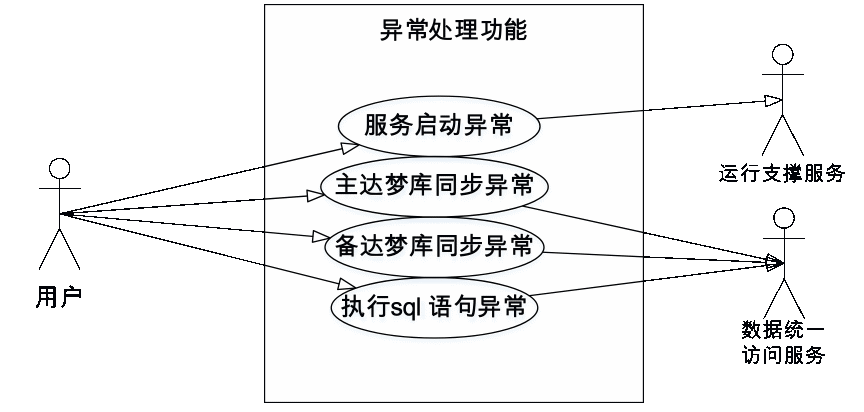 异常处理功能
服务启动异常
主达梦库同步异常
备达梦库同步异常
执行sql 语句异常
用户
运行支撑服务
数据统一
访问服务